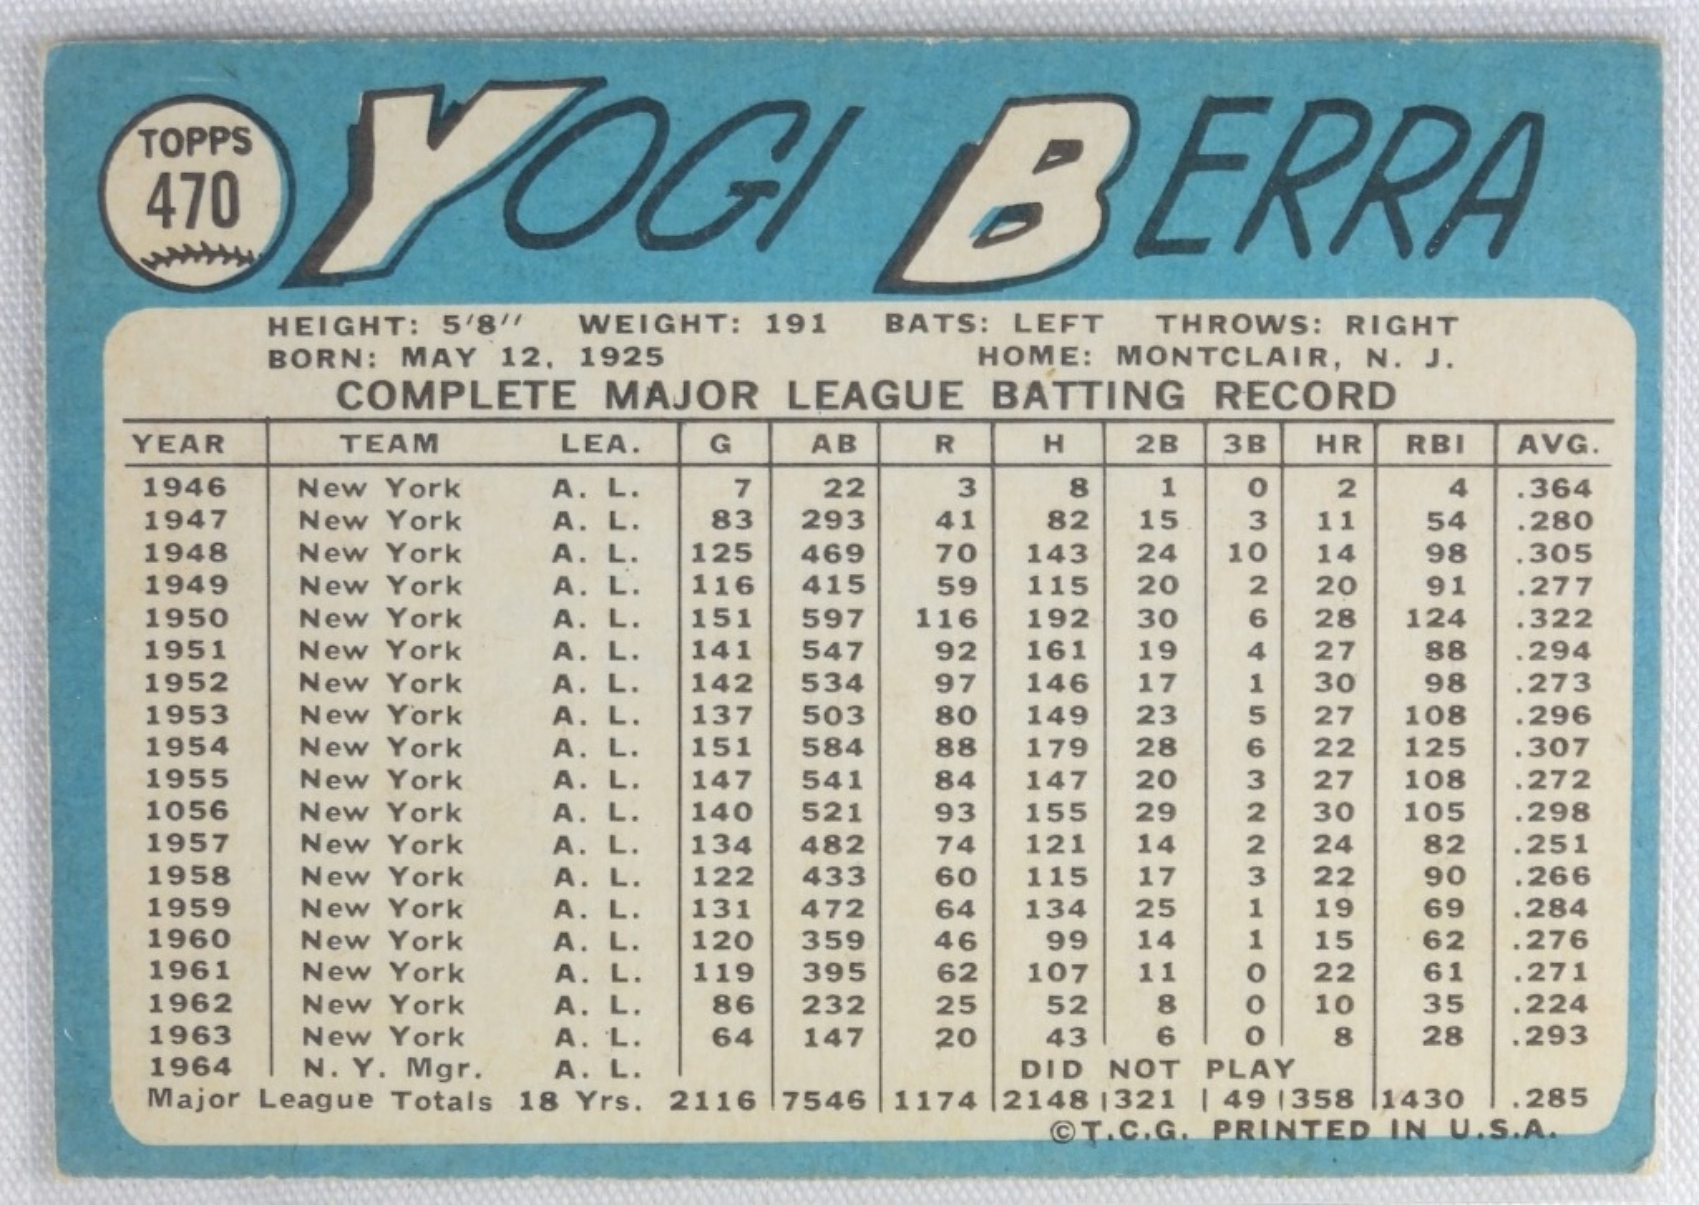 TOPPS
470
YOGI BERRA
HEIGHT: 5'8" WEIGHT: 191 BATS: LEFT THROWS: RIGHT
BORN: MAY 12, 1925 HOME: MONTCLAIR, N. J.
COMPLETE MAJOR LEAGUE BATTING RECORD
YEAR TEAM LEA. G AB R H 2B 3B HR RBI AVG.
1946 New York A. L. 7 22 3 8 1 0 2 4 .364
1947 New York A. L. 83 293 41 82 15 3 11 54 .280
1948 New York A. L. 125 469 70 143 24 10 14 98 .305
1949 New York A. L. 116 415 59 115 20 2 20 91 .277
1950 New York A. L. 151 597 116 192 30 6 28 124 .322
1951 New York A. L. 141 547 92 161 19 4 27 88 .294
1952 New York A. L. 142 534 97 146 17 1 30 98 .273
1953 New York A. L. 137 503 80 149 23 5 27 108 .296
1954 New York A. L. 151 584 88 179 28 6 22 125 .307
1955 New York A. L. 147 541 84 147 20 3 27 108 .272
1056 New York A. L. 140 521 93 155 29 2 30 105 .298
1957 New York A. L. 134 482 74 121 14 2 24 82 .251
1958 New York A. L. 122 433 60 115 17 3 22 90 .266
1959 New York A. L. 131 472 64 134 25 1 19 69 .284
1960 New York A. L. 120 359 46 99 14 1 15 62 .276
1961 New York A. L. 119 395 62 107 11 0 22 61 .271
1962 New York A. L. 86 232 25 52 8 0 10 35 .224
1963 New York A. L. 64 147 20 43 6 0 8 28 .293
1964 N. Y. Mgr. A. L. DID NOT PLAY
Major League Totals 18 Yrs. 2116 7546 1174 2148 321 49 358 1430 .285
©T.C.G. PRINTED IN U.S.A.